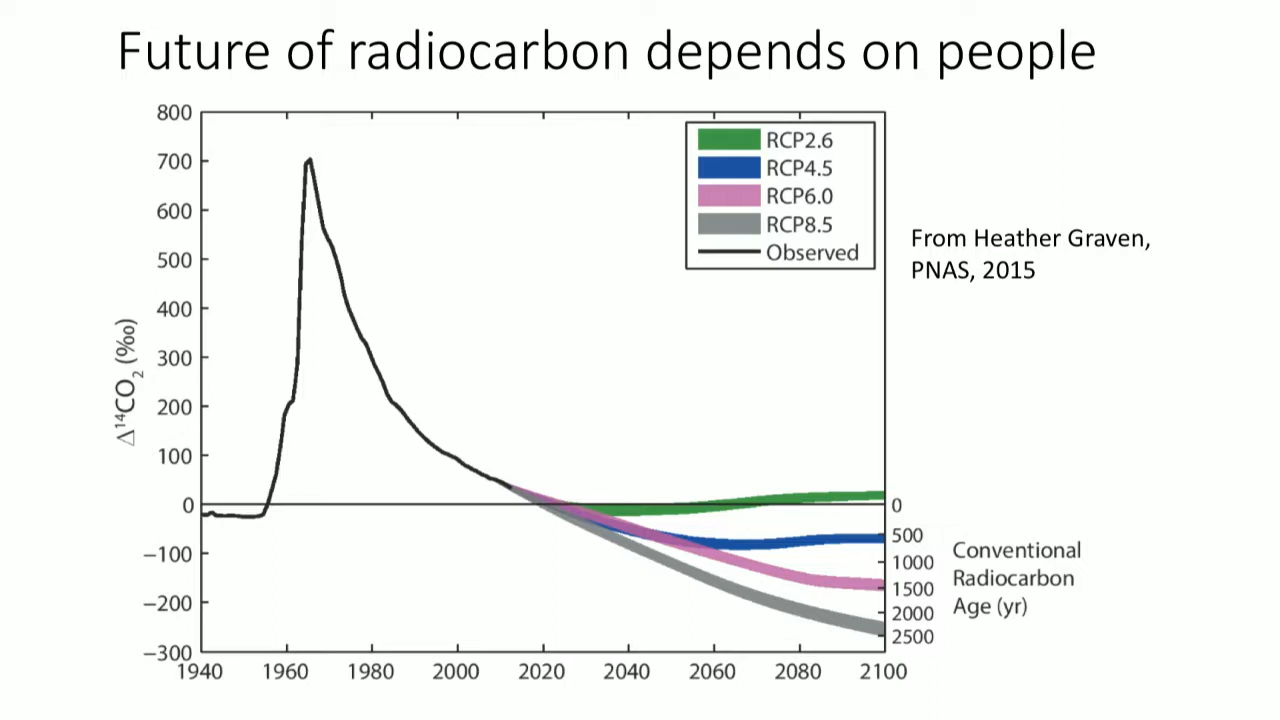 Future of radiocarbon depends on people
800
700
600
500
400
300
200
100
0
−100
−200
−300
Δ¹⁴CO₂ (‰)
1940
1960
1980
2000
2020
2040
2060
2080
2100
RCP2.6
RCP4.5
RCP6.0
RCP8.5
Observed
0
500
1000
1500
2000
2500
Conventional
Radiocarbon
Age (yr)
From Heather Graven,
PNAS, 2015